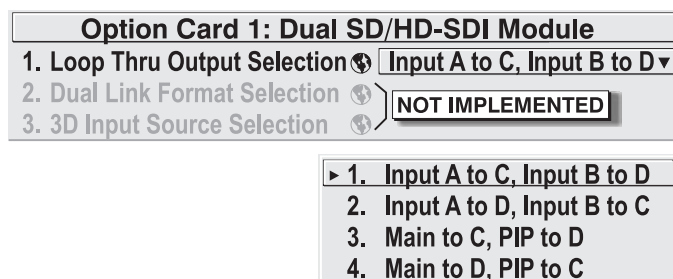 Option Card 1: Dual SD/HD-SDI Module
1. Loop Thru Output Selection Input A to C, Input B to D
2. Dual Link Format Selection
NOT IMPLEMENTED
3. 3D Input Source Selection
1. Input A to C, Input B to D
2. Input A to D, Input B to C
3. Main to C, PIP to D
4. Main to D, PIP to C